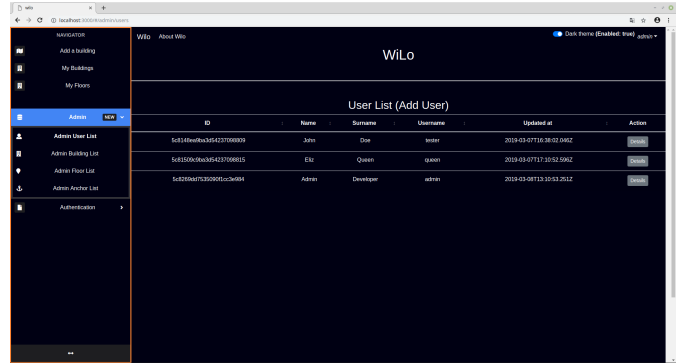 wilo
localhost:3000/#/admin/users
NAVIGATOR
Add a building
My Buildings
My Floors
Admin NEW
Admin User List
Admin Building List
Admin Floor List
Admin Anchor List
Authentication
Wilo About Wilo
Dark theme (Enabled: true) admin
WiLo
User List (Add User)
ID Name Surname Username Updated at Action
5c8148ea9ba3d54237098809 John Doe tester 2019-03-07T16:38:02.046Z Details
5c81509c9ba3d54237098815 Eliz Queen queen 2019-03-07T17:10:52.596Z Details
5c8269dd7535090f1cc3e984 Admin Developer admin 2019-03-08T13:10:53.251Z Details